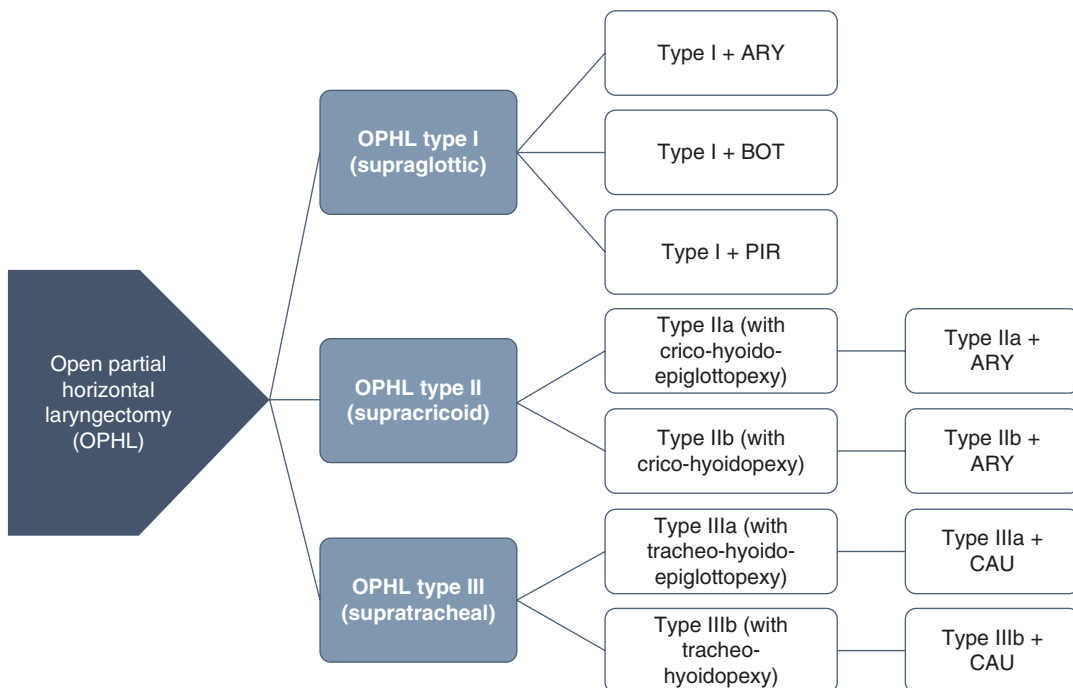 Open partial
horizontal
laryngectomy
(OPHL)
OPHL type I
(supraglottic)
Type I + ARY
Type I + BOT
Type I + PIR
OPHL type II
(supracricoid)
Type IIa (with
crico-hyoido-
epiglottopexy)
Type IIa +
ARY
Type IIb (with
crico-hyoidopexy)
Type IIb +
ARY
OPHL type III
(supratracheal)
Type IIIa (with
tracheo-hyoido-
epiglottopexy)
Type IIIa +
CAU
Type IIIb (with
tracheo-
hyoidopexy)
Type IIIb +
CAU